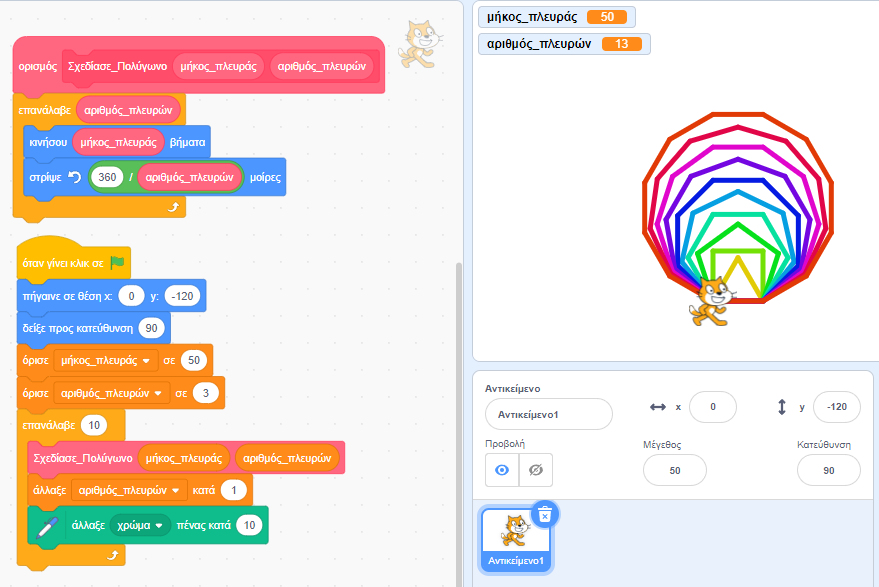 ορισμός Σχεδίασε_Πολύγωνο μήκος_πλευράς αριθμός_πλευρών
επανάλαβε αριθμός_πλευρών
κινήσου μήκος_πλευράς βήματα
στρίψε 360 / αριθμός_πλευρών μοίρες
όταν γίνει κλικ σε
πήγαινε σε θέση x: 0 y: -120
δείξε προς κατεύθυνση 90
όρισε μήκος_πλευράς σε 50
όρισε αριθμός_πλευρών σε 3
επανάλαβε 10
Σχεδίασε_Πολύγωνο μήκος_πλευράς αριθμός_πλευρών
άλλαξε αριθμός_πλευρών κατά 1
άλλαξε χρώμα πένας κατά 10
μήκος_πλευράς 50
αριθμός_πλευρών 13
Αντικείμενο
Αντικείμενο1 x 0 y -120
Προβολή Μέγεθος Κατεύθυνση
50 90
Αντικείμενο1